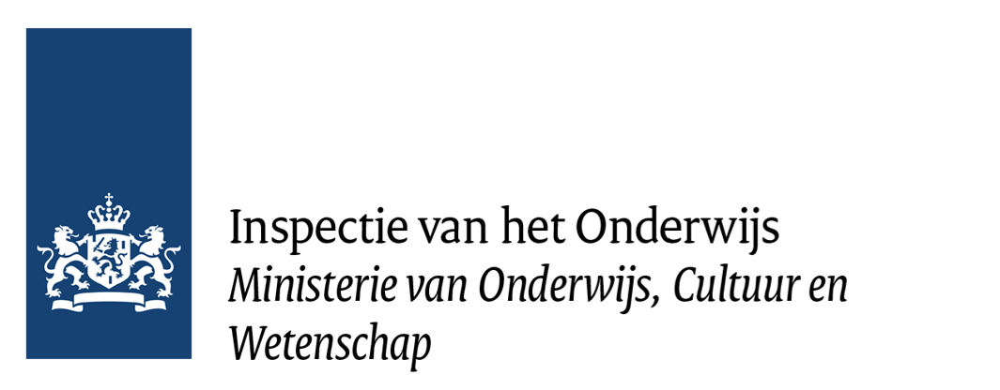 Inspectie van het Onderwijs
Ministerie van Onderwijs, Cultuur en
Wetenschap